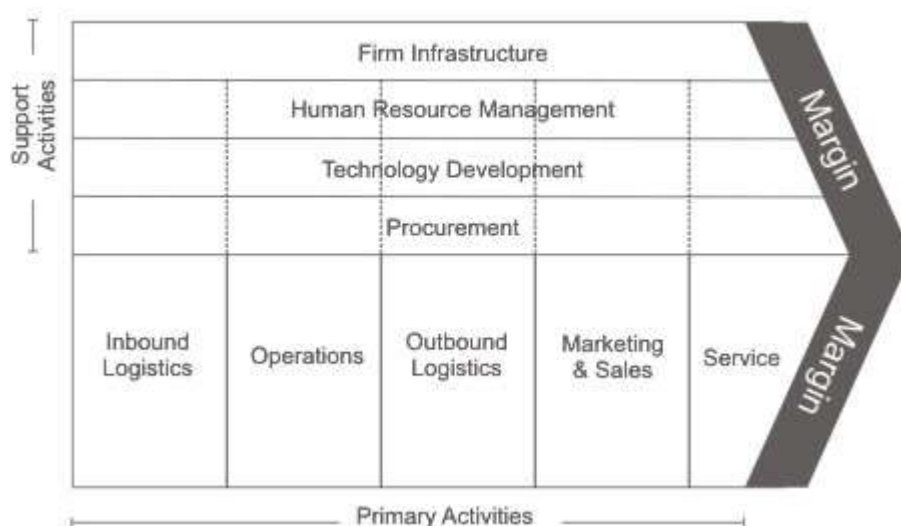 Support
Activities
Firm Infrastructure
Human Resource Management
Technology Development
Procurement
Margin
Inbound
Logistics
Operations
Outbound
Logistics
Marketing
& Sales
Service
Margin
Primary Activities